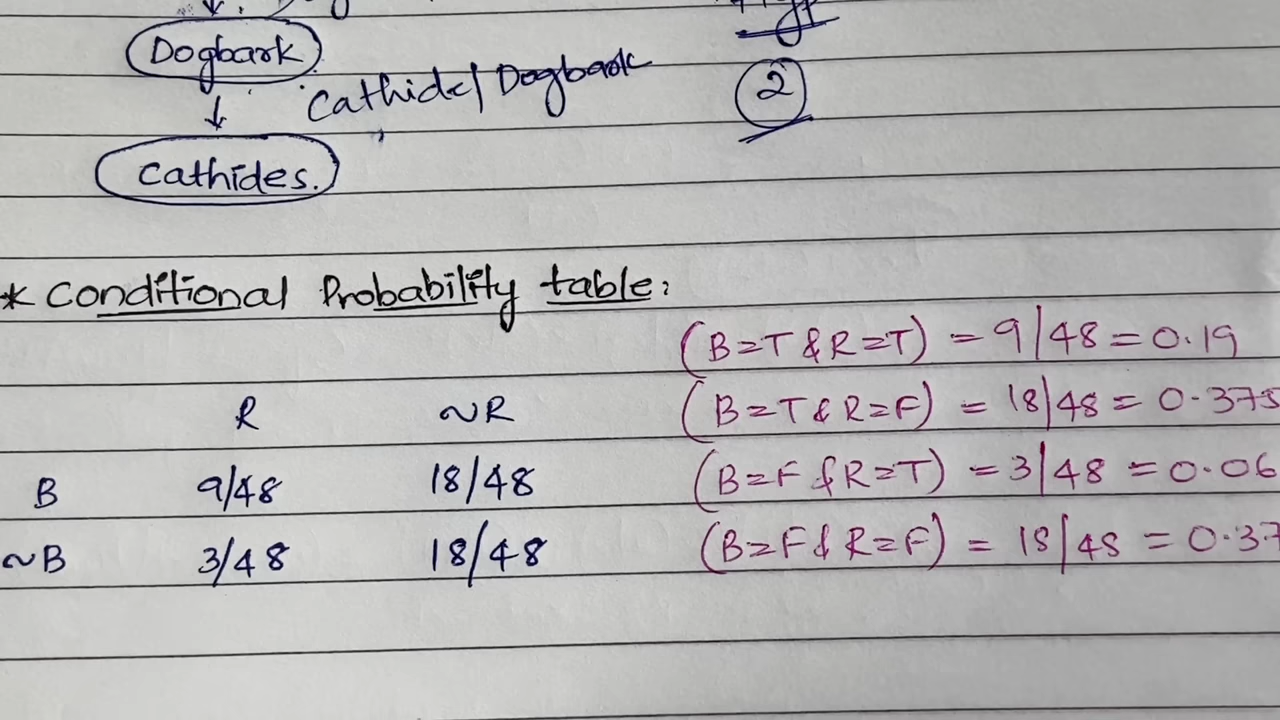 Dogbark
Cathide/Dogbark
2
Cathides.
* Conditional Probability table:
(B=T & R=T) = 9/48 = 0.19
R ~R
(B=T & R=F) = 18/48 = 0.375
B 9/48 18/48
(B=F & R=T) = 3/48 = 0.06
~B 3/48 18/48
(B=F & R=F) = 18/48 = 0.37